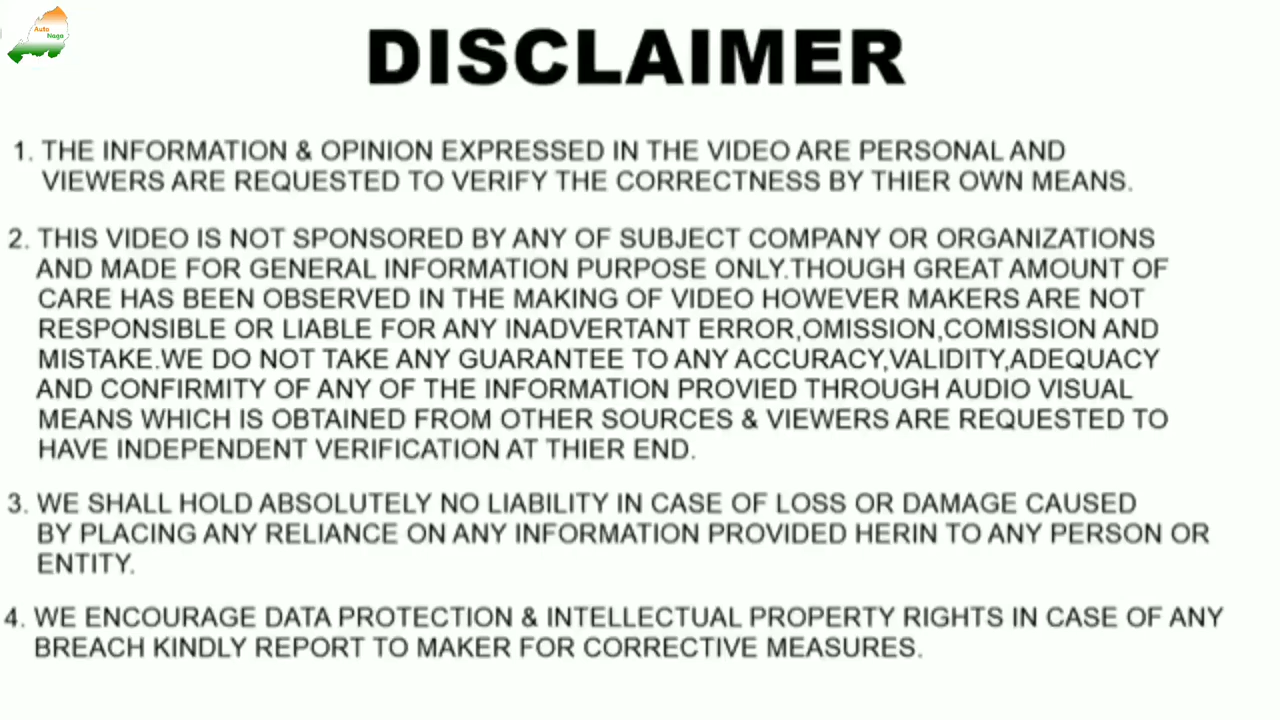 Auto
Naga
DISCLAIMER
1. THE INFORMATION & OPINION EXPRESSED IN THE VIDEO ARE PERSONAL AND
VIEWERS ARE REQUESTED TO VERIFY THE CORRECTNESS BY THIER OWN MEANS.
2. THIS VIDEO IS NOT SPONSORED BY ANY OF SUBJECT COMPANY OR ORGANIZATIONS
AND MADE FOR GENERAL INFORMATION PURPOSE ONLY.THOUGH GREAT AMOUNT OF
CARE HAS BEEN OBSERVED IN THE MAKING OF VIDEO HOWEVER MAKERS ARE NOT
RESPONSIBLE OR LIABLE FOR ANY INADVERTANT ERROR,OMISSION,COMISSION AND
MISTAKE.WE DO NOT TAKE ANY GUARANTEE TO ANY ACCURACY,VALIDITY,ADEQUACY
AND CONFIRMITY OF ANY OF THE INFORMATION PROVIED THROUGH AUDIO VISUAL
MEANS WHICH IS OBTAINED FROM OTHER SOURCES & VIEWERS ARE REQUESTED TO
HAVE INDEPENDENT VERIFICATION AT THIER END.
3. WE SHALL HOLD ABSOLUTELY NO LIABILITY IN CASE OF LOSS OR DAMAGE CAUSED
BY PLACING ANY RELIANCE ON ANY INFORMATION PROVIDED HERIN TO ANY PERSON OR
ENTITY.
4. WE ENCOURAGE DATA PROTECTION & INTELLECTUAL PROPERTY RIGHTS IN CASE OF ANY
BREACH KINDLY REPORT TO MAKER FOR CORRECTIVE MEASURES.